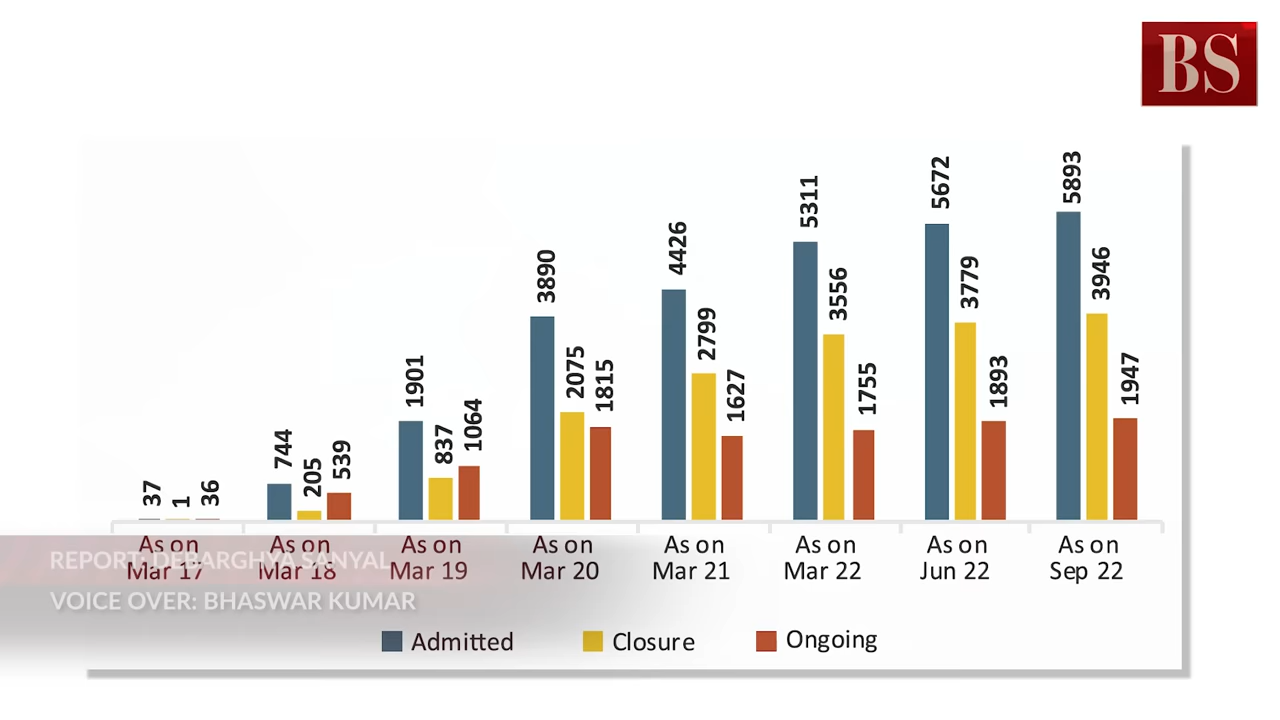 BS
37 1 36
744 205 539
1901 837 1064
3890 2075 1815
4426 2799 1627
5311 3556 1755
5672 3779 1893
5893 3946 1947
As on Mar 17
As on Mar 18
As on Mar 19
As on Mar 20
As on Mar 21
As on Mar 22
As on Jun 22
As on Sep 22
REPORT: DEBARGHYA SANYAL
VOICE OVER: BHASWAR KUMAR
Admitted Closure Ongoing